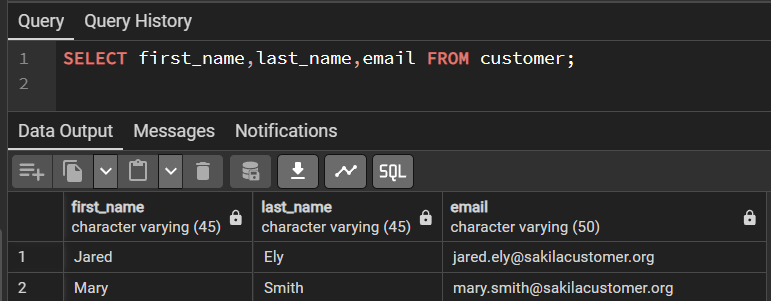 Query Query History
1 SELECT first_name,last_name,email FROM customer;
2
Data Output Messages Notifications
SQL
first_name last_name email
character varying (45) character varying (45) character varying (50)
1 Jared Ely jared.ely@sakilacustomer.org
2 Mary Smith mary.smith@sakilacustomer.org